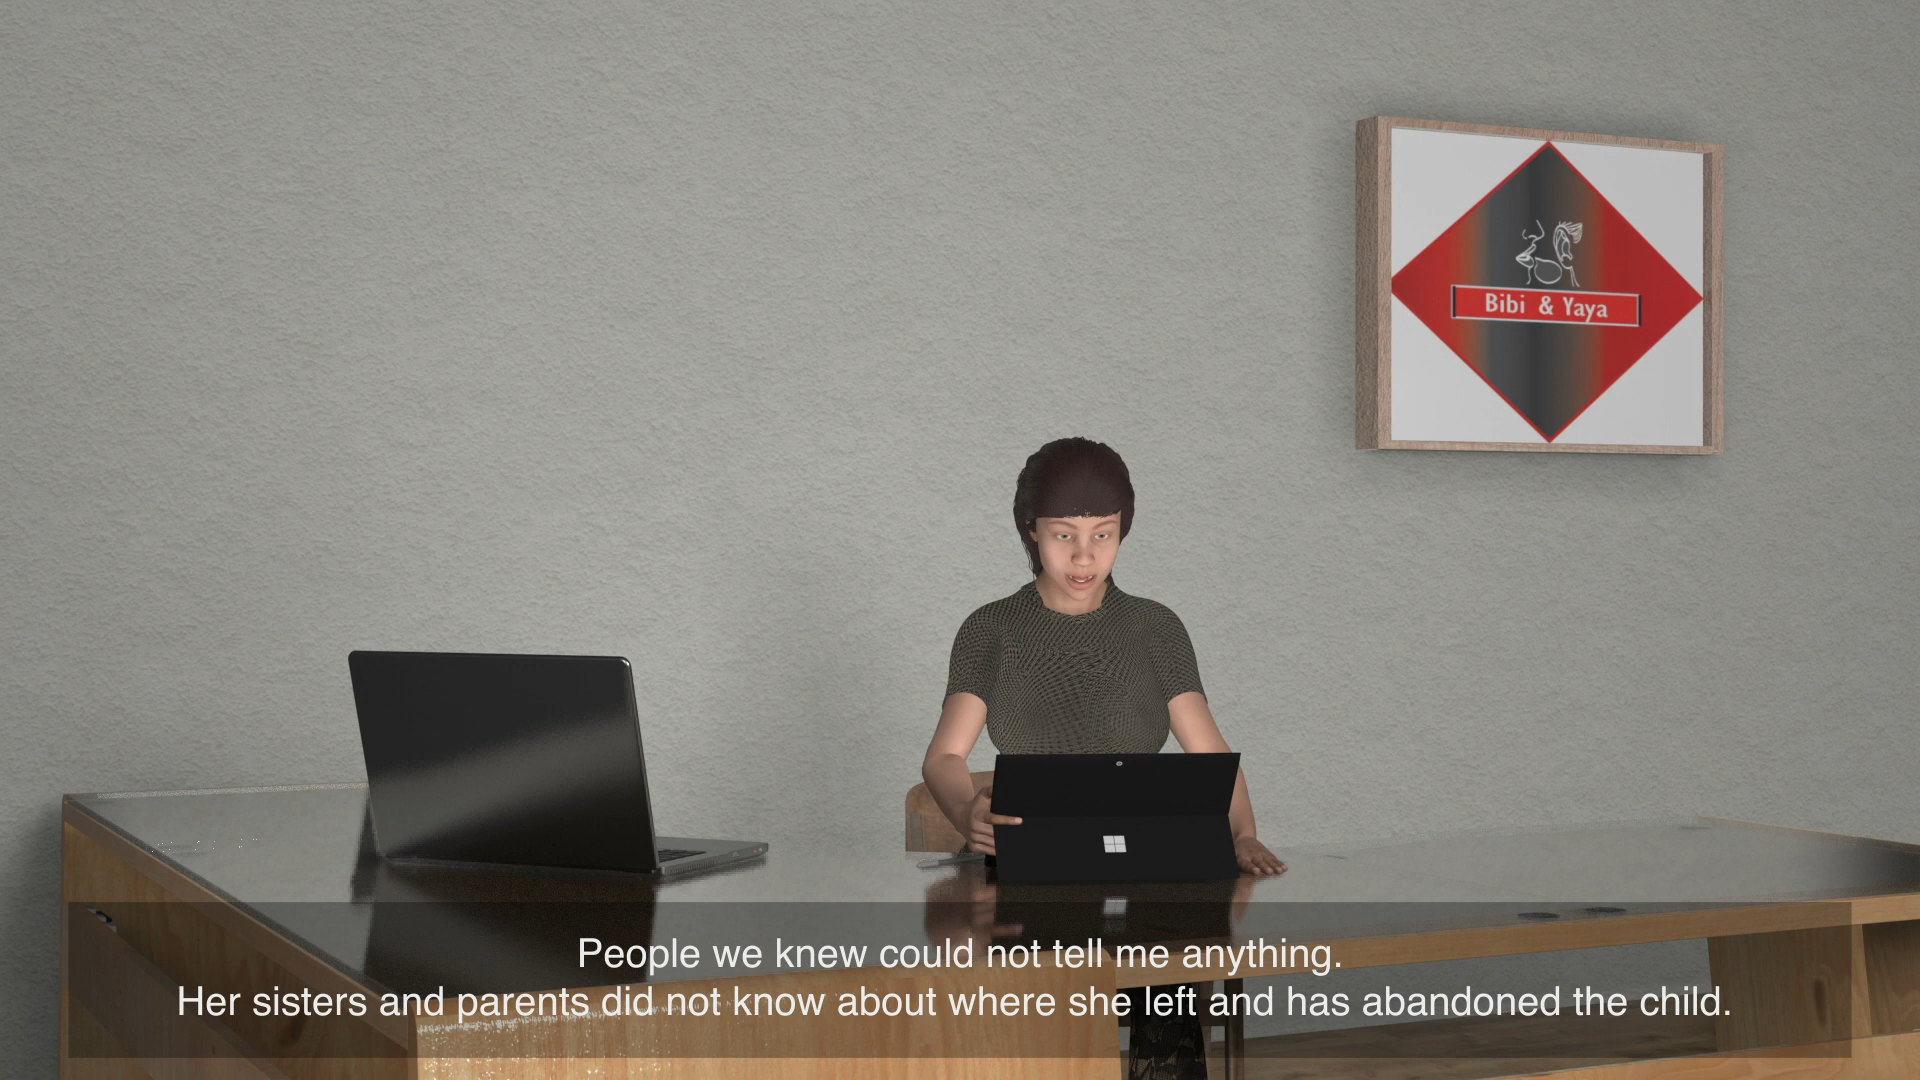 Bibi & Yaya
People we knew could not tell me anything.
Her sisters and parents did not know about where she left and has abandoned the child.